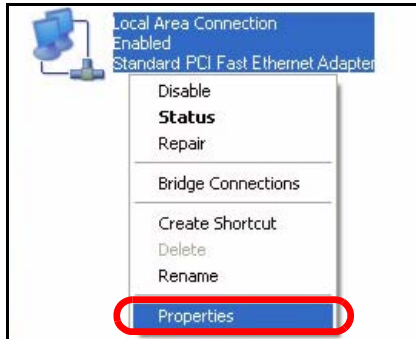 Local Area Connection
Enabled
Standard PCI Fast Ethernet Adapter
Disable
Status
Repair
Bridge Connections
Create Shortcut
Delete
Rename
Properties